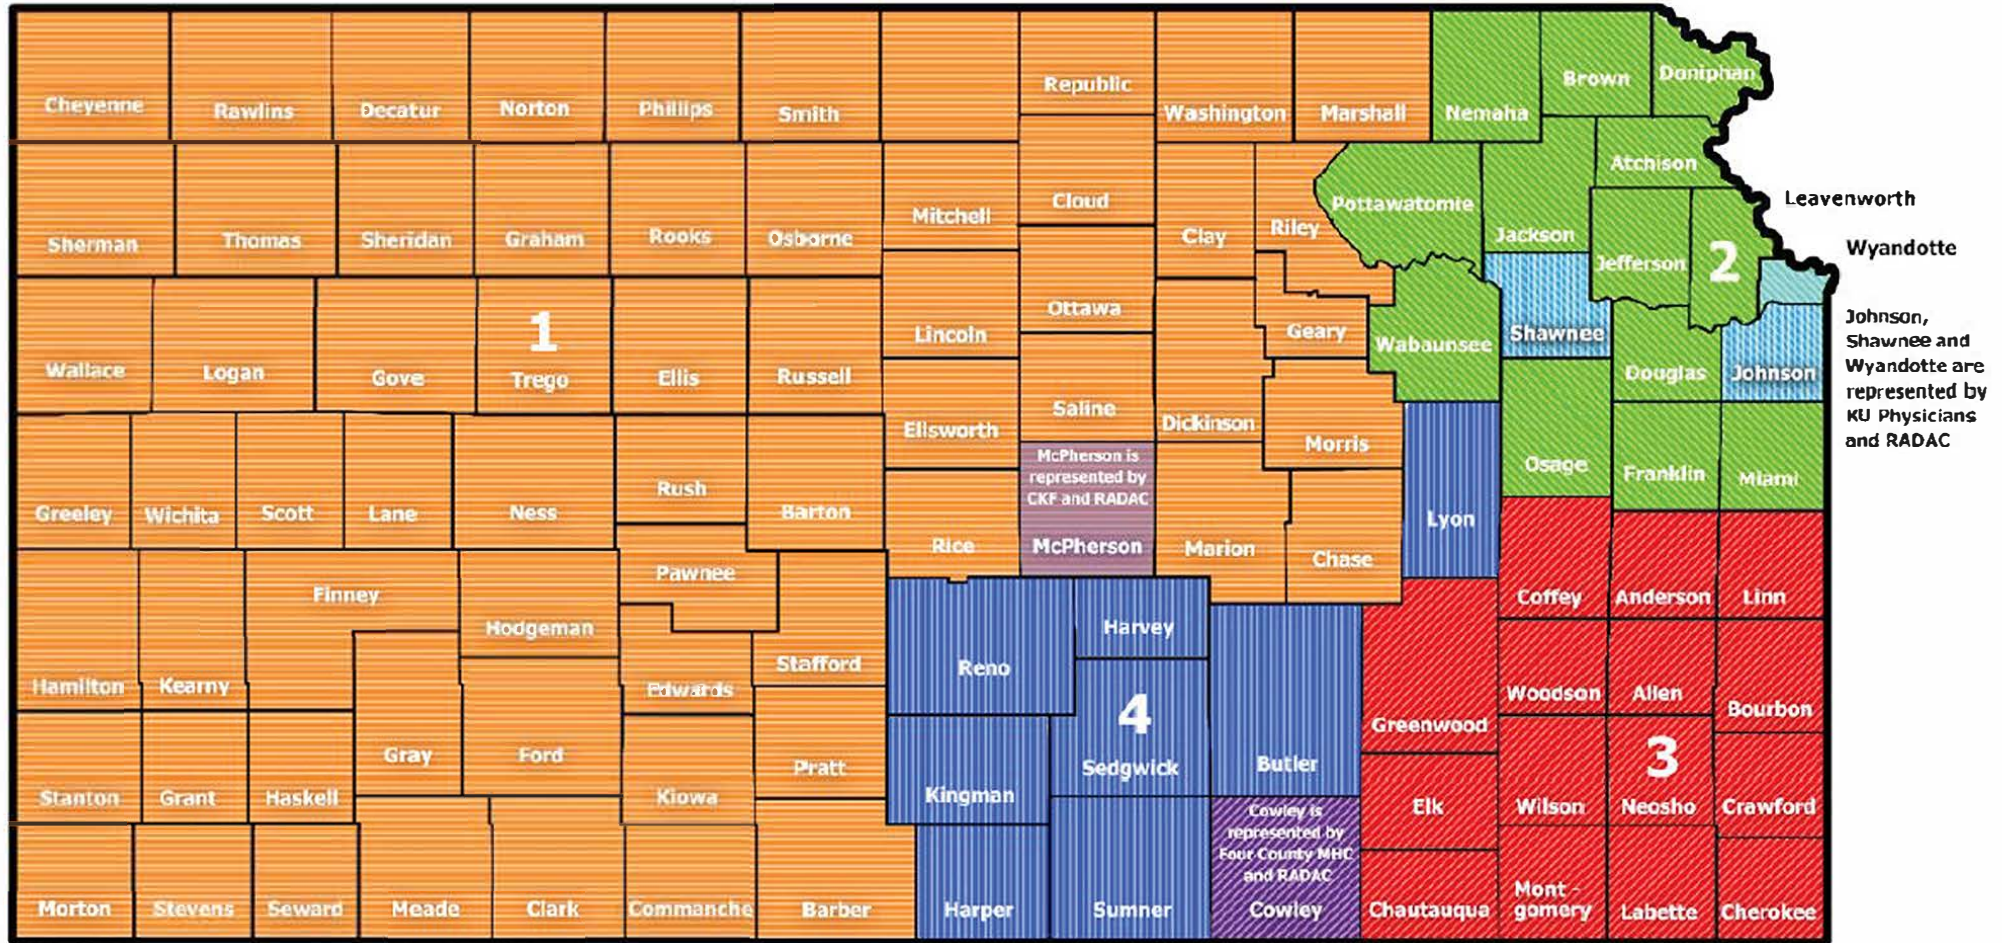 Cheyenne
Rawlins
Decatur
Norton
Phillips
Smith
Republic
Washington
Marshall
Nemaha
Brown
Doniphan
Sherman
Thomas
Sheridan
Graham
Rooks
Osborne
Mitchell
Cloud
Clay
Riley
Pottawatomie
Jackson
Atchison
Jefferson
2
Leavenworth
Wyandotte
Wallace
Logan
Gove
1
Trego
Ellis
Russell
Lincoln
Ottawa
Saline
Dickinson
Geary
Wabaunsee
Shawnee
Douglas
Johnson
Johnson,
Shawnee and
Wyandotte are
represented by
KU Physicians
and RADAC
Greeley
Wichita
Scott
Lane
Ness
Rush
Barton
Ellsworth
Rice
McPherson is
represented by
CKF and RADAC
McPherson
Marion
Morris
Chase
Lyon
Osage
Franklin
Miami
Hamilton
Kearny
Finney
Hodgeman
Pawnee
Edwards
Stafford
Reno
Harvey
4
Sedgwick
Butler
Greenwood
Coffey
Anderson
Linn
Woodson
Allen
Bourbon
Stanton
Grant
Haskell
Gray
Ford
Kiowa
Pratt
Kingman
Elk
Wilson
3
Neosho
Crawford
Morton
Stevens
Seward
Meade
Clark
Commanche
Barber
Harper
Sumner
Cowley is
represented by
Four County MHC
and RADAC
Cowley
Chautauqua
Mont -
gomery
Labette
Cherokee